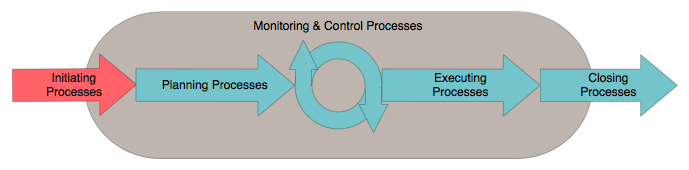 Monitoring & Control Processes
Initiating
Processes
Planning Processes
Executing
Processes
Closing
Processes